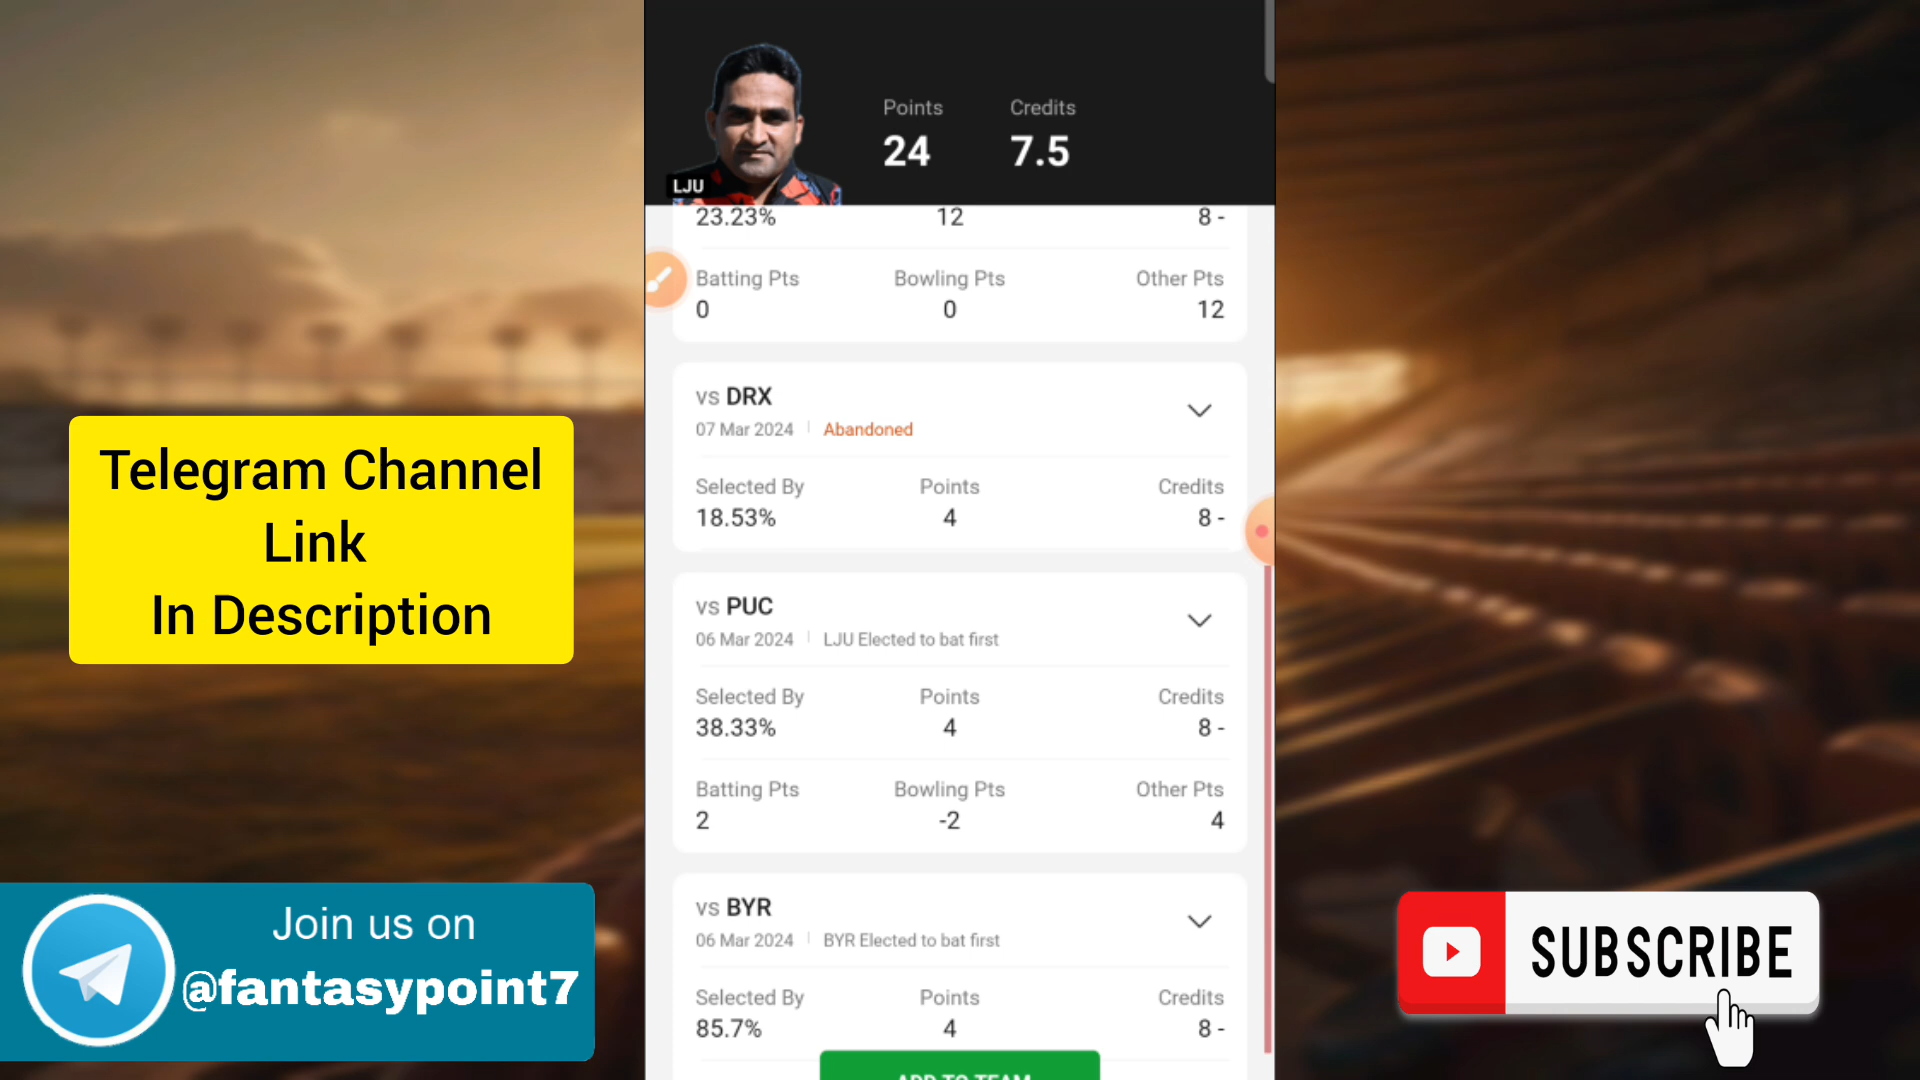 Points Credits
24 7.5
LJU
23.23% 12 8 -
Batting Pts Bowling Pts Other Pts
0 0 12
vs DRX
07 Mar 2024 Abandoned
Selected By Points Credits
18.53% 4 8 -
vs PUC
06 Mar 2024 LJU Elected to bat first
Selected By Points Credits
38.33% 4 8 -
Batting Pts Bowling Pts Other Pts
2 -2 4
vs BYR
06 Mar 2024 BYR Elected to bat first
Selected By Points Credits
85.7% 4 8 -
ADD TO TEAM
Telegram Channel
Link
In Description
Join us on
@fantasypoint7
SUBSCRIBE